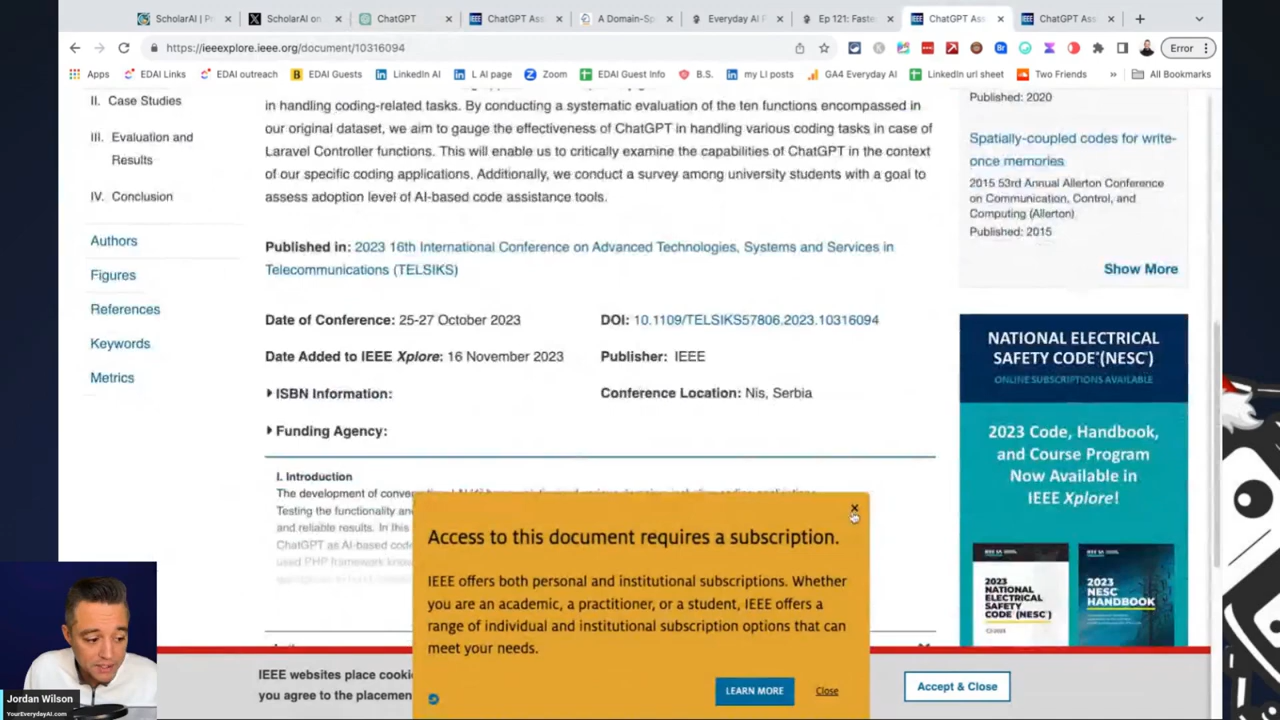 ScholarAI | P
ScholarAI on
ChatGPT
ChatGPT Ass
A Domain-Sp
Everyday AI F
Ep 121: Faste
ChatGPT Ass
ChatGPT Ass
https://ieeexplore.ieee.org/document/10316094
Error
Apps
EDAI Links
EDAI outreach
EDAI Guests
LinkedIn AI
L AI page
Zoom
EDAI Guest Info
B.S.
my LI posts
GA4 Everyday AI
LinkedIn url sheet
Two Friends
»
All Bookmarks
II. Case Studies
III. Evaluation and
Results
IV. Conclusion
Authors
Figures
References
Keywords
Metrics
in handling coding-related tasks. By conducting a systematic evaluation of the ten functions encompassed in
our original dataset, we aim to gauge the effectiveness of ChatGPT in handling various coding tasks in case of
Laravel Controller functions. This will enable us to critically examine the capabilities of ChatGPT in the context
of our specific coding applications. Additionally, we conduct a survey among university students with a goal to
assess adoption level of AI-based code assistance tools.
Published in: 2023 16th International Conference on Advanced Technologies, Systems and Services in
Telecommunications (TELSIKS)
Date of Conference: 25-27 October 2023
DOI: 10.1109/TELSIKS57806.2023.10316094
Date Added to IEEE Xplore: 16 November 2023
Publisher: IEEE
ISBN Information:
Conference Location: Nis, Serbia
Funding Agency:
I. Introduction
The development of
Testing the functionality an
and reliable results. In this
ChatGPT as AI-based cod
used PHP framework
Published: 2020
Spatially-coupled codes for write-
once memories
2015 53rd Annual Allerton Conference
on Communication, Control, and
Computing (Allerton)
Published: 2015
Show More
NATIONAL ELECTRICAL
SAFETY CODE®(NESC®)
ONLINE SUBSCRIPTIONS AVAILABLE
2023 Code, Handbook,
and Course Program
Now Available in
IEEE Xplore!
2023
NATIONAL
ELECTRICAL
SAFETY
CODE (NESC)
2023
NESC
HANDBOOK
Access to this document requires a subscription.
IEEE offers both personal and institutional subscriptions. Whether
you are an academic, a practitioner, or a student, IEEE offers a
range of individual and institutional subscription options that can
meet your needs.
LEARN MORE
Close
IEEE websites place cookie
you agree to the placemen
Accept & Close
Jordan Wilson
YourEverydayAI.com